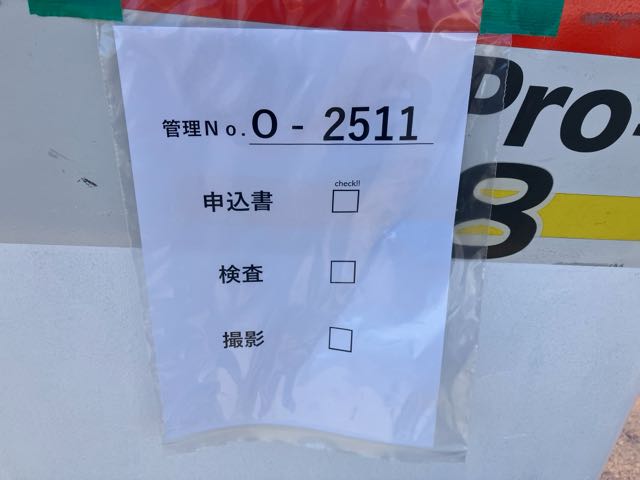 管理No. O - 2511
check!!
申込書 □
検査 □
撮影 □
Pro-
8